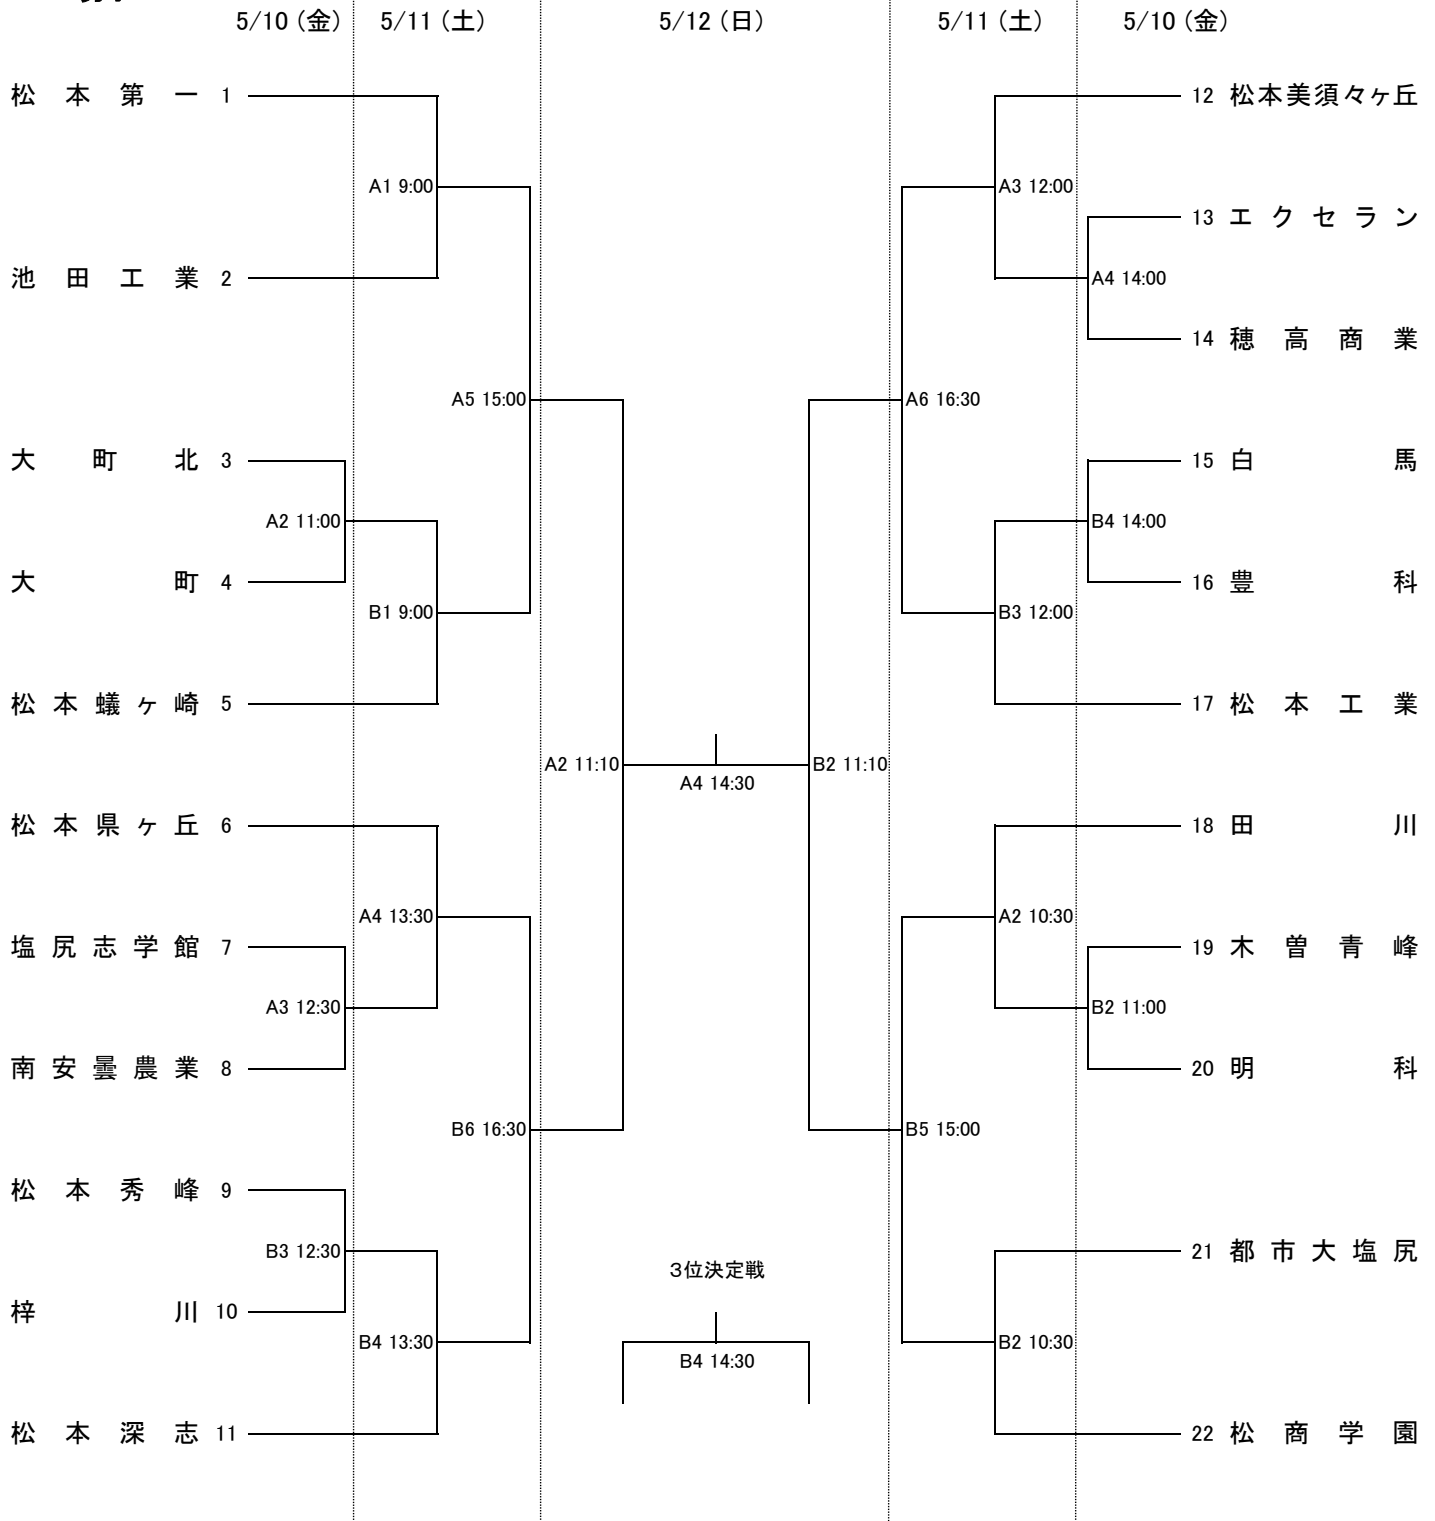 5/10（金） 5/11（土） 5/12（日） 5/11（土） 5/10（金）
松本第一 1 12 松本美須々ヶ丘
A1 9:00 A3 12:00
13 エクセラン
池田工業 2 A4 14:00
14 穂高商業
A5 15:00 A6 16:30
大町北 3 15 白馬
A2 11:00 B4 14:00
大町 4 16 豊科
B1 9:00 B3 12:00
松本蟻ヶ崎 5 17 松本工業
A2 11:10 B2 11:10
A4 14:30
松本県ヶ丘 6 18 田川
A4 13:30 A2 10:30
塩尻志学館 7 19 木曽青峰
A3 12:30 B2 11:00
南安曇農業 8 20 明科
B6 16:30 B5 15:00
松本秀峰 9
B3 12:30 21 都市大塩尻
3位決定戦
梓川 10
B4 13:30 B2 10:30
B4 14:30
松本深志 11 22 松商学園